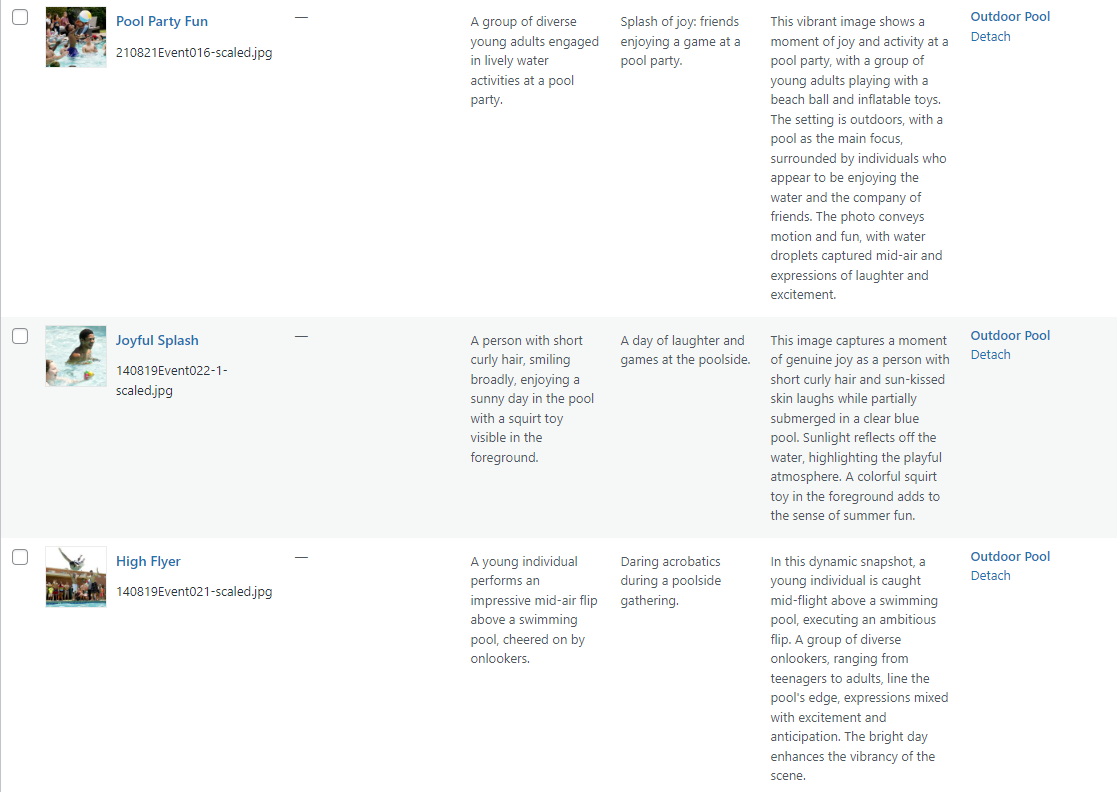 Pool Party Fun
210821Event016-scaled.jpg
—
A group of diverse
young adults engaged
in lively water
activities at a pool
party.
Splash of joy: friends
enjoying a game at a
pool party.
This vibrant image shows a
moment of joy and activity at a
pool party, with a group of
young adults playing with a
beach ball and inflatable toys.
The setting is outdoors, with a
pool as the main focus,
surrounded by individuals who
appear to be enjoying the
water and the company of
friends. The photo conveys
motion and fun, with water
droplets captured mid-air and
expressions of laughter and
excitement.
Outdoor Pool
Detach
Joyful Splash
140819Event022-1-
scaled.jpg
—
A person with short
curly hair, smiling
broadly, enjoying a
sunny day in the pool
with a squirt toy
visible in the
foreground.
A day of laughter and
games at the poolside.
This image captures a moment
of genuine joy as a person with
short curly hair and sun-kissed
skin laughs while partially
submerged in a clear blue
pool. Sunlight reflects off the
water, highlighting the playful
atmosphere. A colorful squirt
toy in the foreground adds to
the sense of summer fun.
Outdoor Pool
Detach
High Flyer
140819Event021-scaled.jpg
—
A young individual
performs an
impressive mid-air flip
above a swimming
pool, cheered on by
onlookers.
Daring acrobatics
during a poolside
gathering.
In this dynamic snapshot, a
young individual is caught
mid-flight above a swimming
pool, executing an ambitious
flip. A group of diverse
onlookers, ranging from
teenagers to adults, line the
pool's edge, expressions mixed
with excitement and
anticipation. The bright day
enhances the vibrancy of the
scene.
Outdoor Pool
Detach